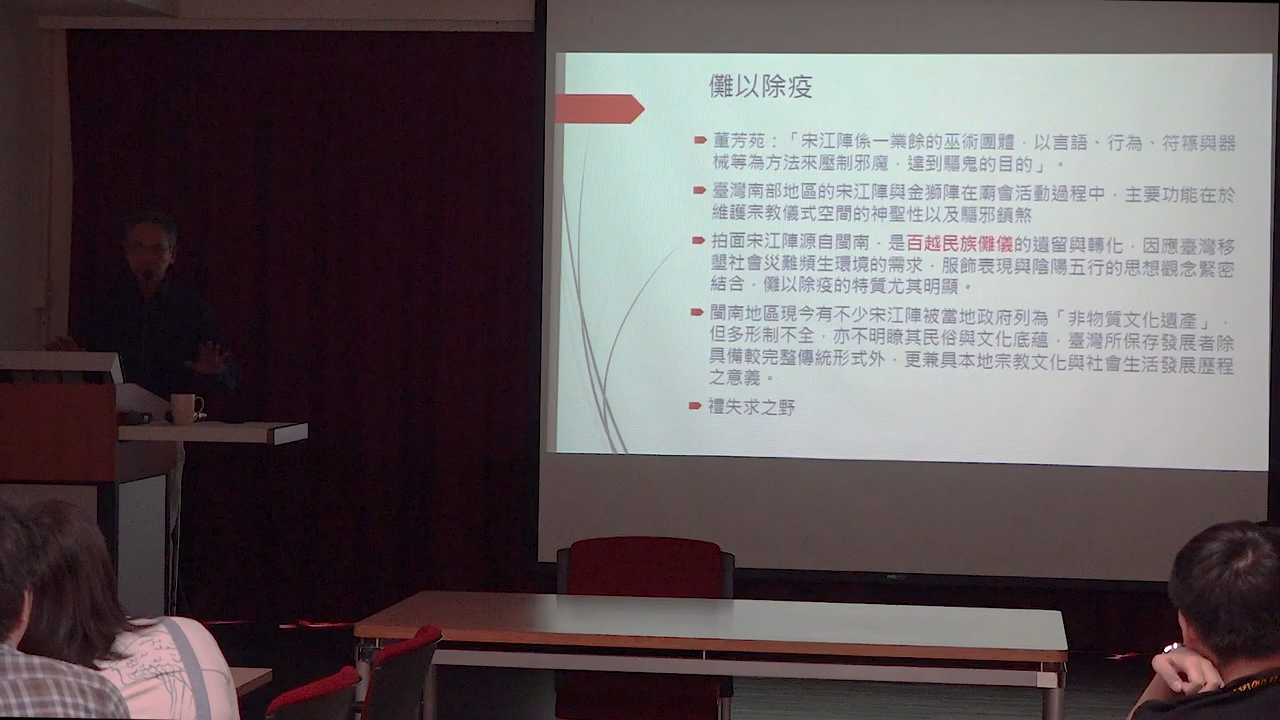 儺以除疫
董芳苑：「宋江陣係一業餘的巫術團體，以言語、行為、符籙與器
械等為方法來壓制邪魔，達到驅鬼的目的」。
臺灣南部地區的宋江陣與金獅陣在廟會活動過程中，主要功能在於
維護宗教儀式空間的神聖性以及驅邪鎮煞
拍面宋江陣源自閩南，是百越民族儺儀的遺留與轉化，因應臺灣移
墾社會災難頻生環境的需求，服飾表現與陰陽五行的思想觀念緊密
結合，儺以除疫的特質尤其明顯。
閩南地區現今有不少宋江陣被當地政府列為「非物質文化遺產」，
但多形制不全，亦不明瞭其民俗與文化底蘊，臺灣所保存發展者除
具備較完整傳統形式外，更兼具本地宗教文化與社會生活發展歷程
之意義。
禮失求之野